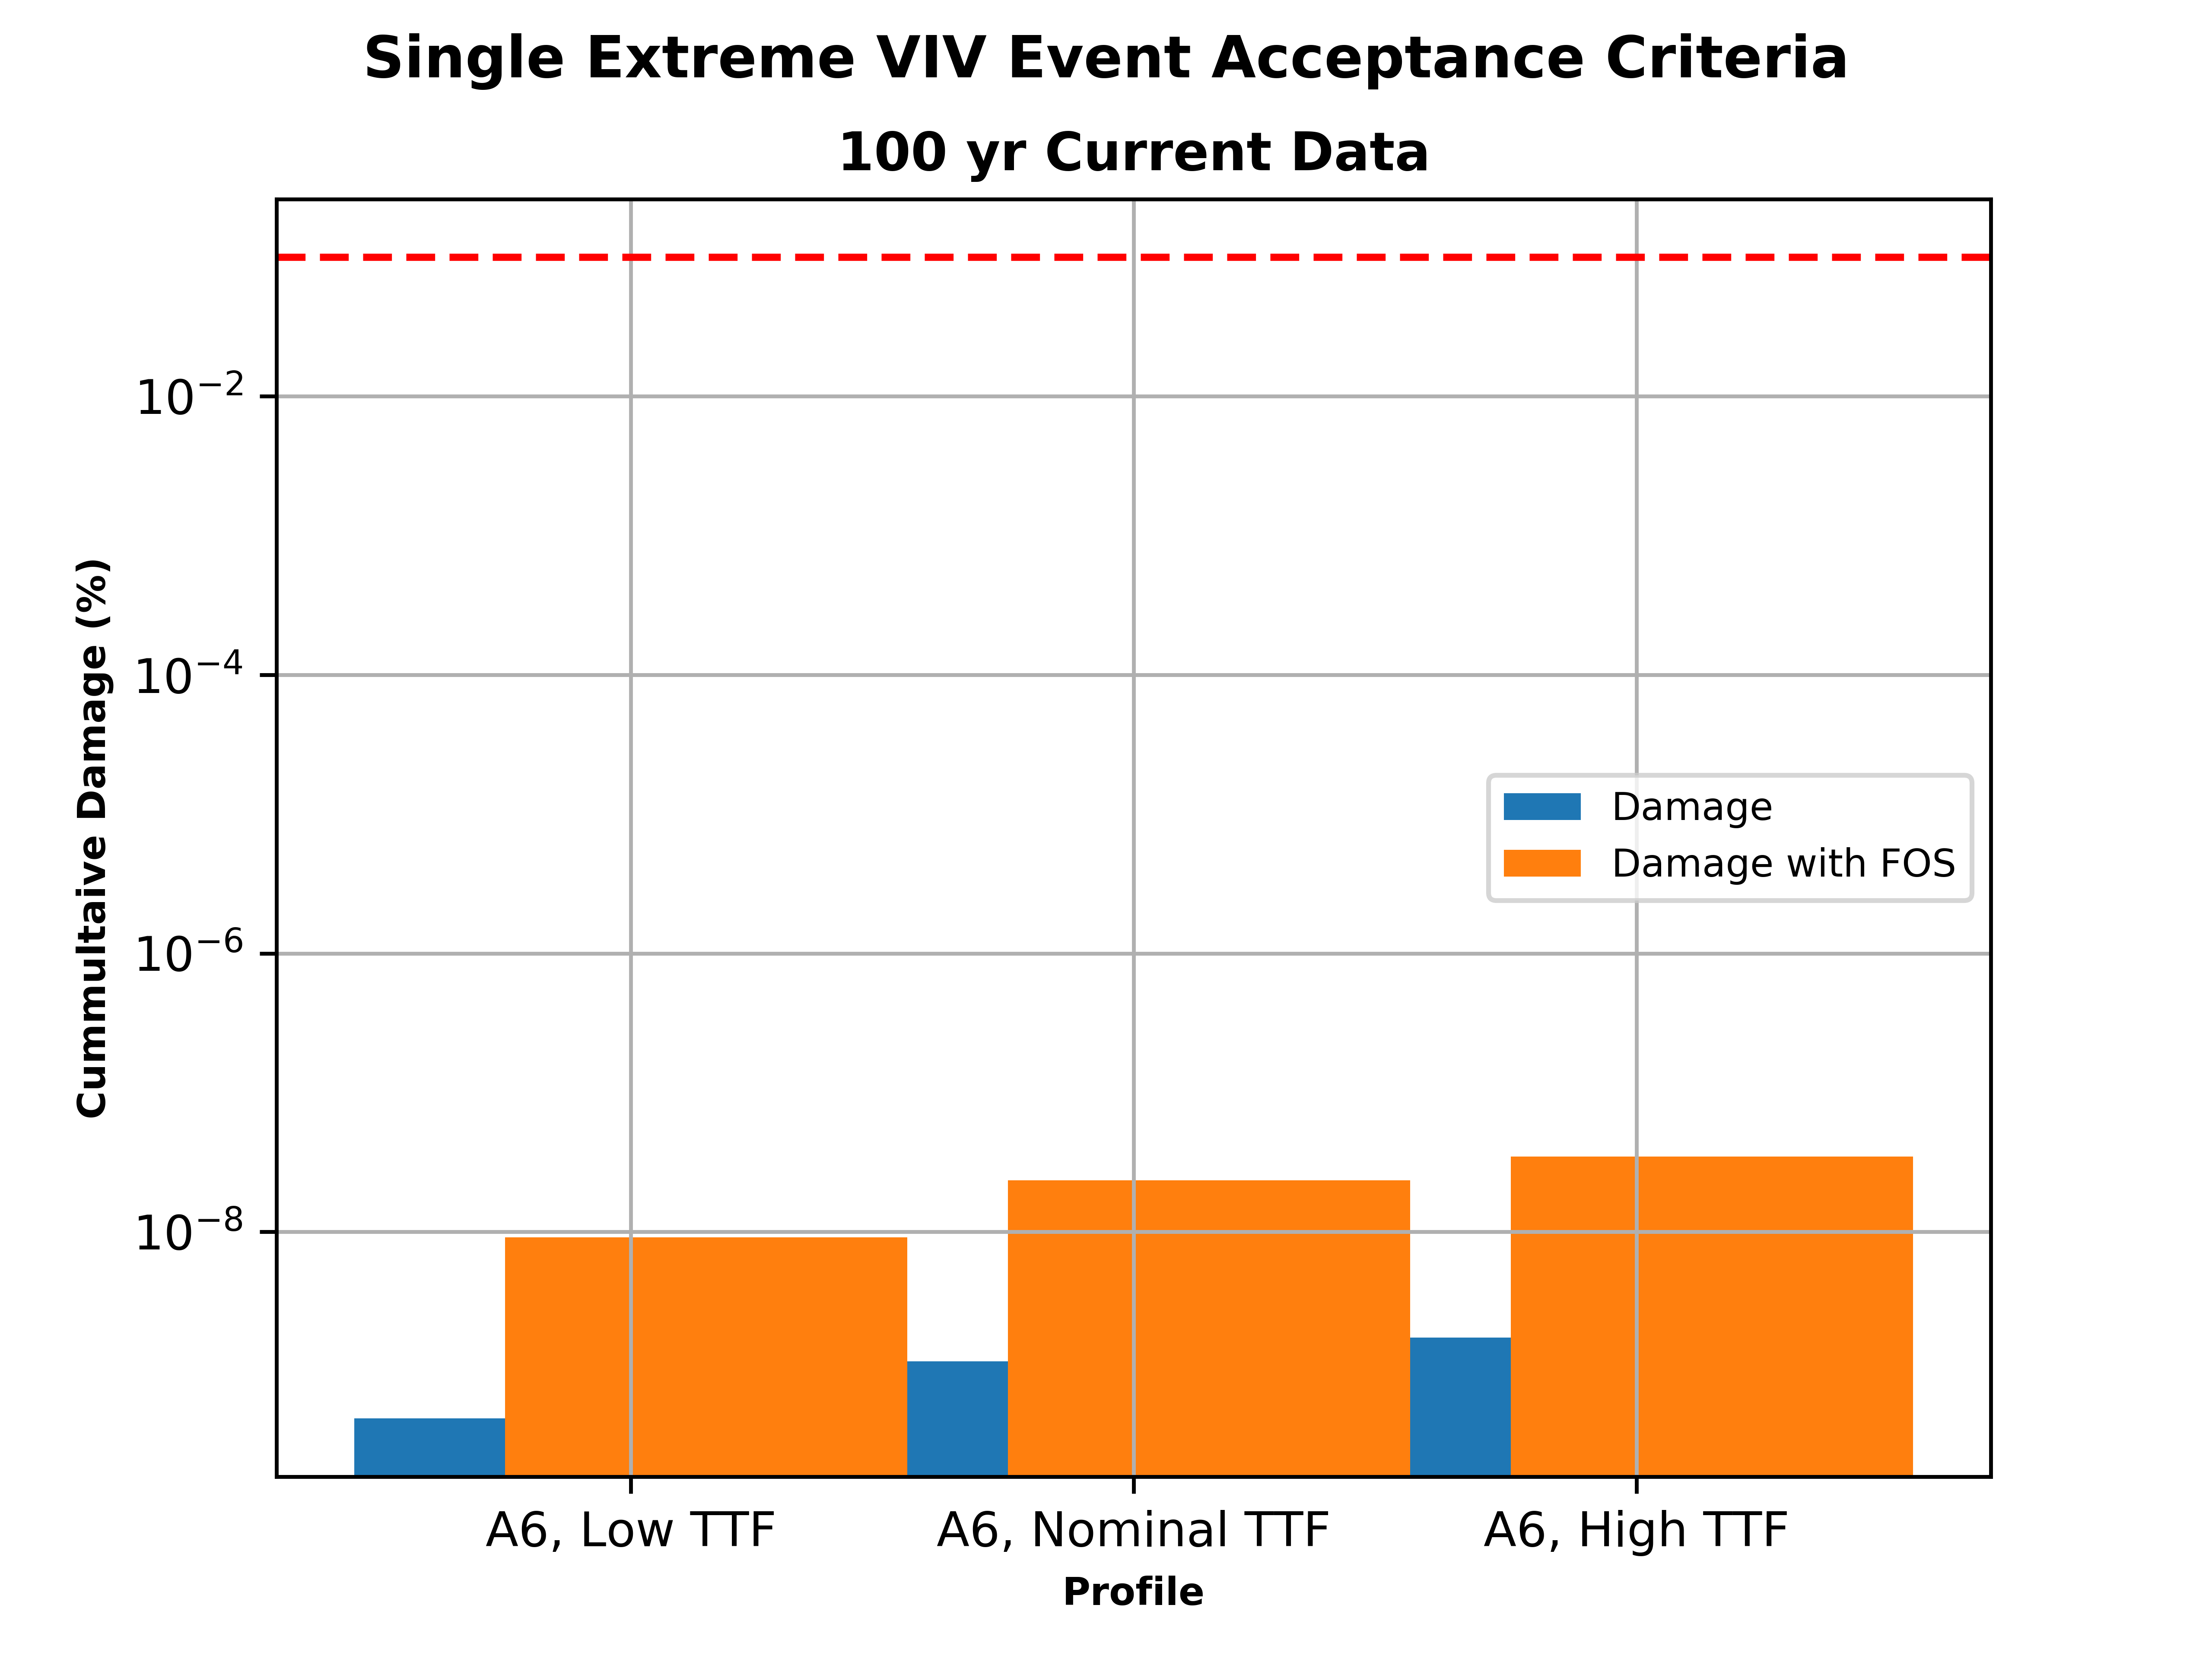 Single Extreme VIV Event Acceptance Criteria
100 yr Current Data
Cummultaive Damage (%)
10⁻²
10⁻⁴
10⁻⁶
10⁻⁸
Damage
Damage with FOS
A6, Low TTF
A6, Nominal TTF
A6, High TTF
Profile